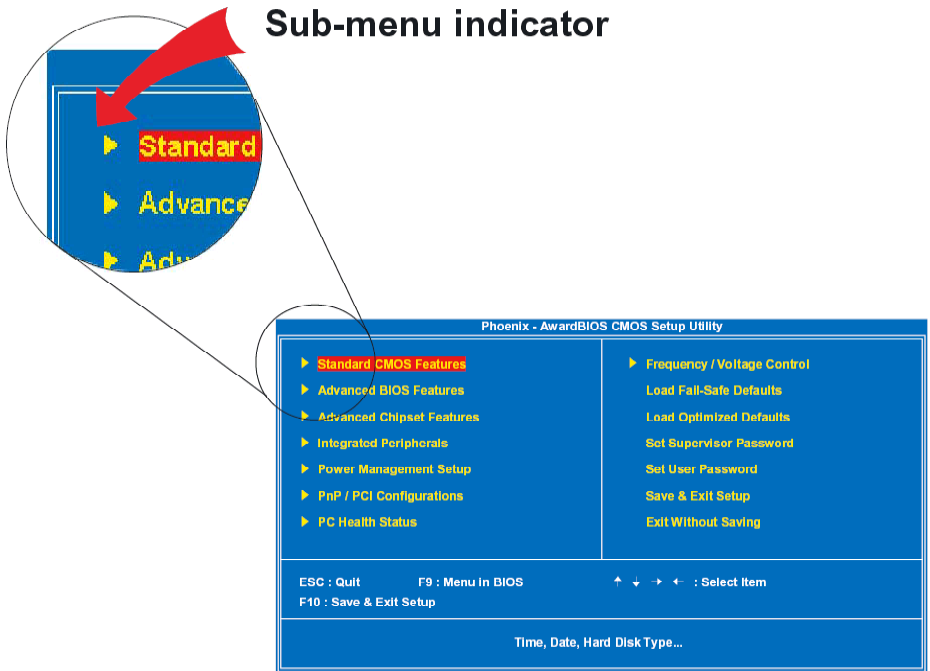 Sub-menu indicator
Standard
Advance
Adv
Phoenix - AwardBIOS CMOS Setup Utility
Standard CMOS Features
Advanced BIOS Features
Advanced Chipset Features
Integrated Peripherals
Power Management Setup
PnP / PCI Configurations
PC Health Status
Frequency / Voltage Control
Load Fail-Safe Defaults
Load Optimized Defaults
Set Supervisor Password
Set User Password
Save & Exit Setup
Exit Without Saving
ESC : Quit F9 : Menu in BIOS ↑ ↓ → ← : Select Item
F10 : Save & Exit Setup
Time, Date, Hard Disk Type...